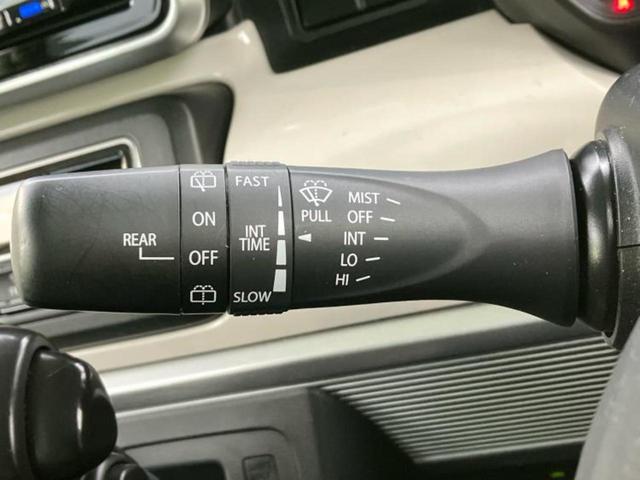 REAR
ON
OFF
FAST
INT
TIME
SLOW
PULL
MIST
OFF
INT
LO
HI